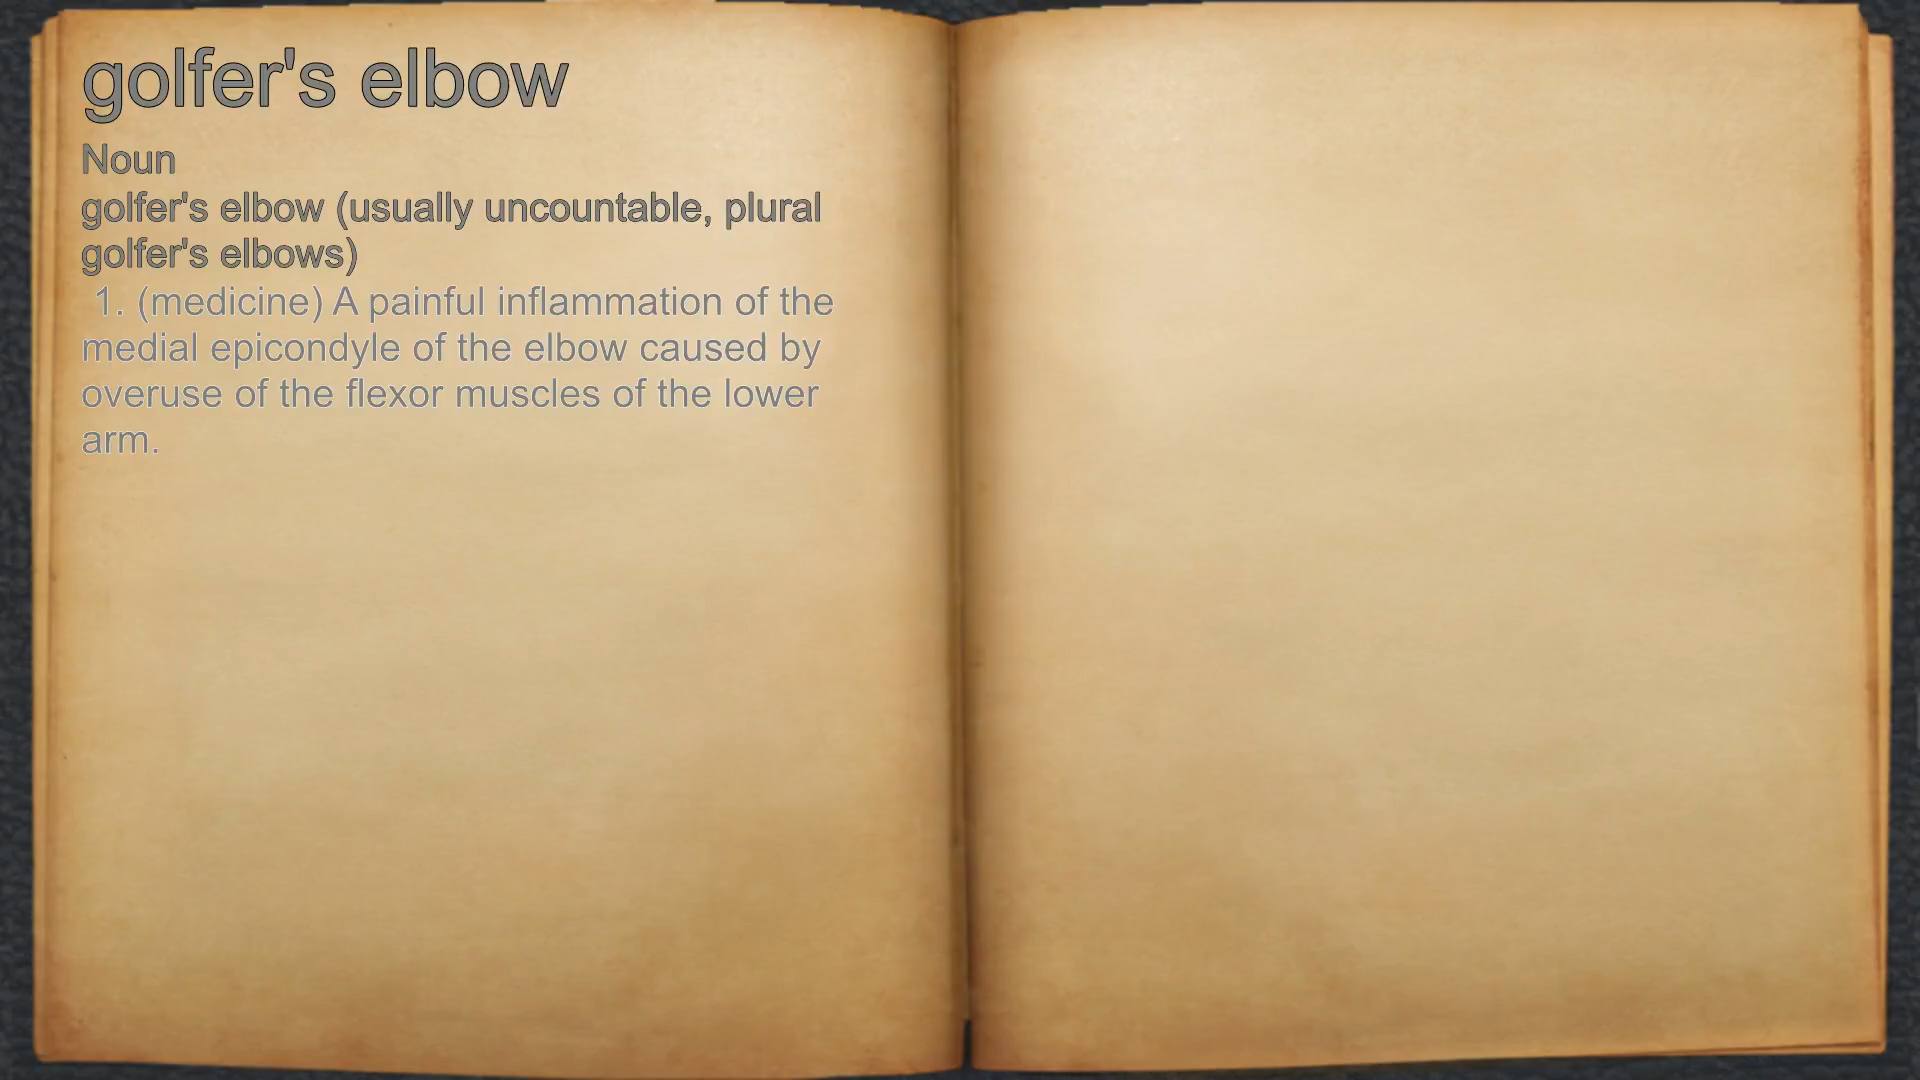 golfer's elbow
Noun
golfer's elbow (usually uncountable, plural
golfer's elbows)
1. (medicine) A painful inflammation of the
medial epicondyle of the elbow caused by
overuse of the flexor muscles of the lower
arm.